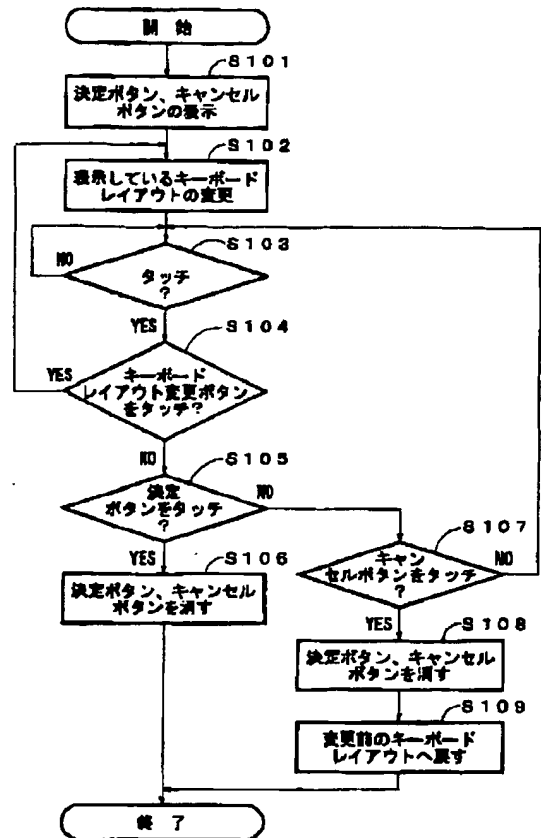 開 始
S101
決定ボタン、キャンセル
ボタンの表示
S102
表示しているキーボード
レイアウトの変更
S103
NO
タッチ
?
YES
S104
YES
キーボード
レイアウト変更ボタン
をタッチ?
NO
S105
決定
ボタンをタッチ
?
NO
S107
YES
S106
キャン
セルボタンをタッチ
?
NO
決定ボタン、キャンセル
ボタンを消す
YES
S108
決定ボタン、キャンセル
ボタンを消す
S109
変更前のキーボード
レイアウトへ戻す
終 了